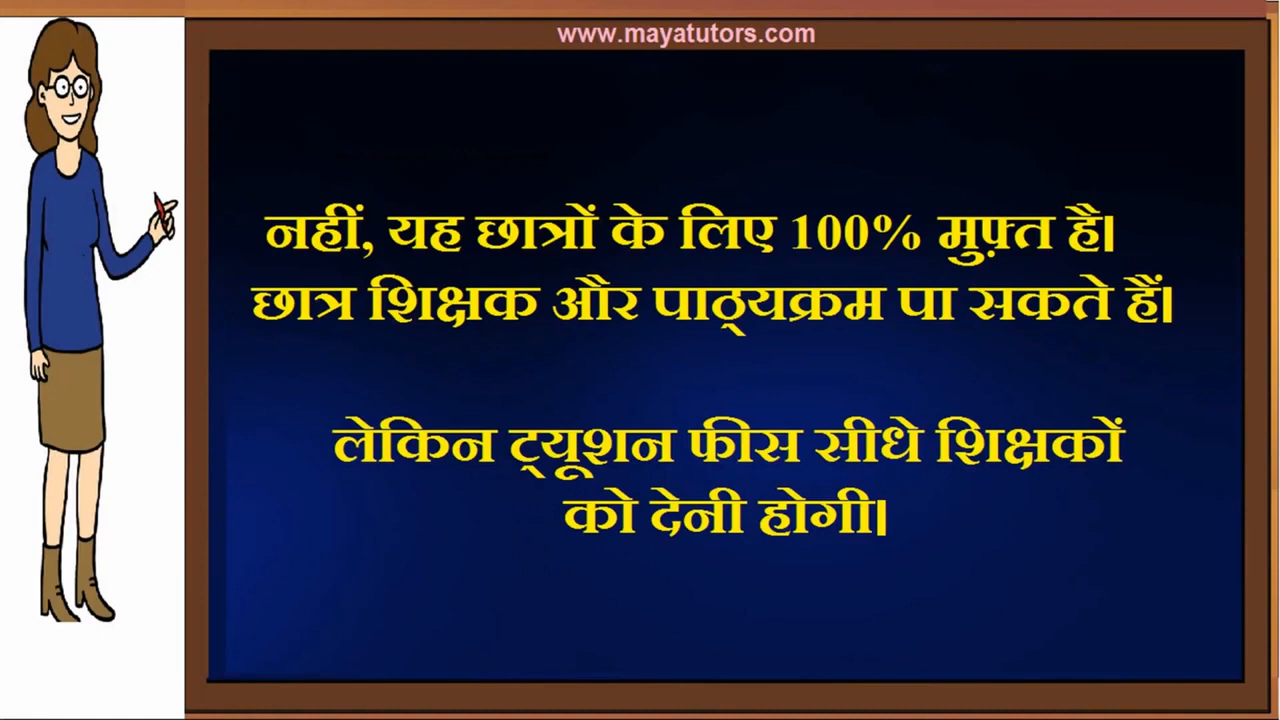 www.mayatutors.com
नहीं, यह छात्रों के लिए 100% मुफ़्त है।
छात्र शिक्षक और पाठ्यक्रम पा सकते हैं।
लेकिन ट्यूशन फीस सीधे शिक्षकों
को देनी होगी।